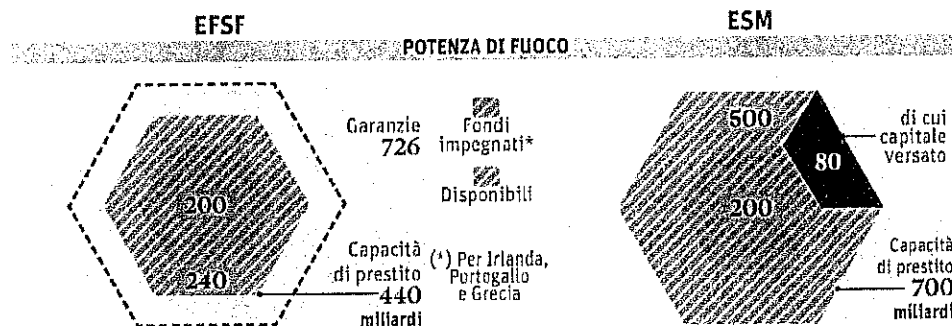 EFSF
ESM
POTENZA DI FUOCO
Garanzie
726
Fondi
impegnati*
Disponibili
200
240
Capacità
di prestito
440
miliardi
(*) Per Irlanda,
Portogallo
e Grecia
500
80
200
di cui
capitale
versato
Capacità
di prestito
700
miliardi